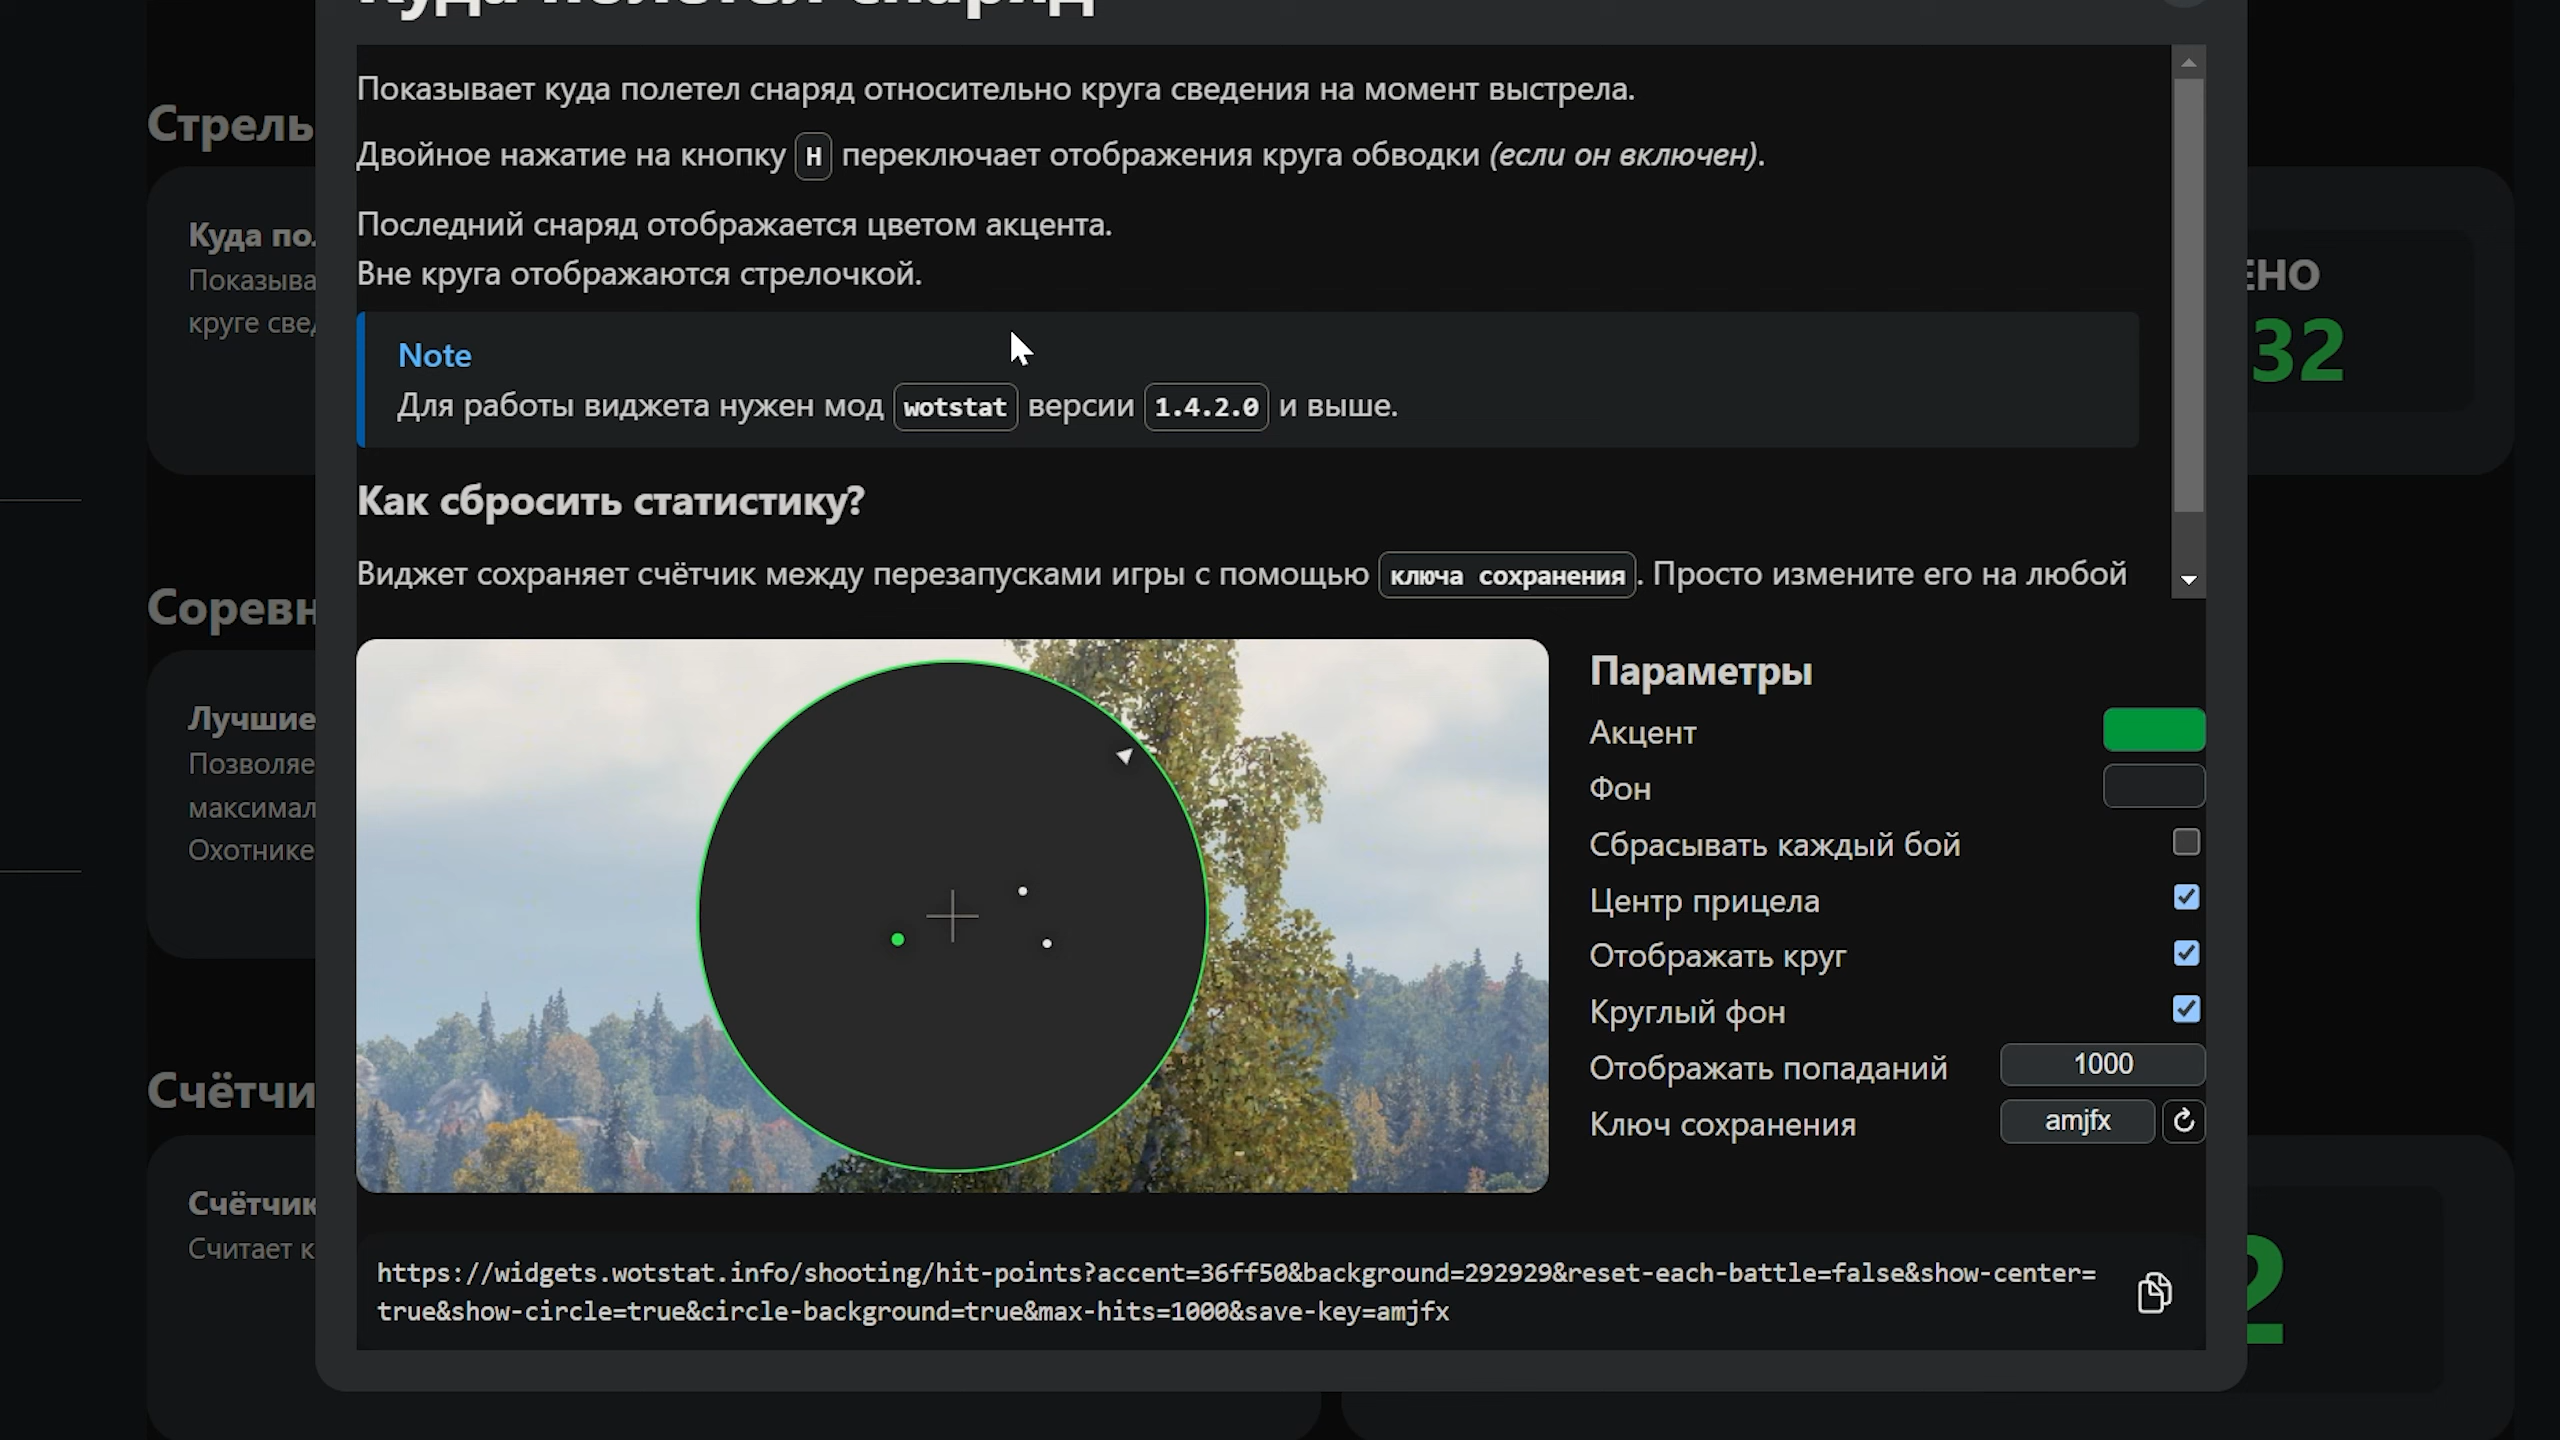 Куда полетел снаряд
Показывает куда полетел снаряд относительно круга сведения на момент выстрела.
Двойное нажатие на кнопку H переключает отображения круга обводки (если он включен).
Последний снаряд отображается цветом акцента.
Вне круга отображаются стрелочкой.
Note
Для работы виджета нужен мод wotstat версии 1.4.2.0 и выше.
Как сбросить статистику?
Виджет сохраняет счётчик между перезапусками игры с помощью ключа сохранения. Просто измените его на любой
Параметры
Акцент
Фон
Сбрасывать каждый бой
Центр прицела
Отображать круг
Круглый фон
Отображать попаданий 1000
Ключ сохранения amjfx
https://widgets.wotstat.info/shooting/hit-points?accent=36ff50&background=292929&reset-each-battle=false&show-center=
true&show-circle=true&circle-background=true&max-hits=1000&save-key=amjfx
Стрель
Куда по
Показыва
круге све
ЕНО
32
Соревн
Лучшие
Позволяе
максимал
Охотнике
Счётчи
Счётчик
Считает к
2